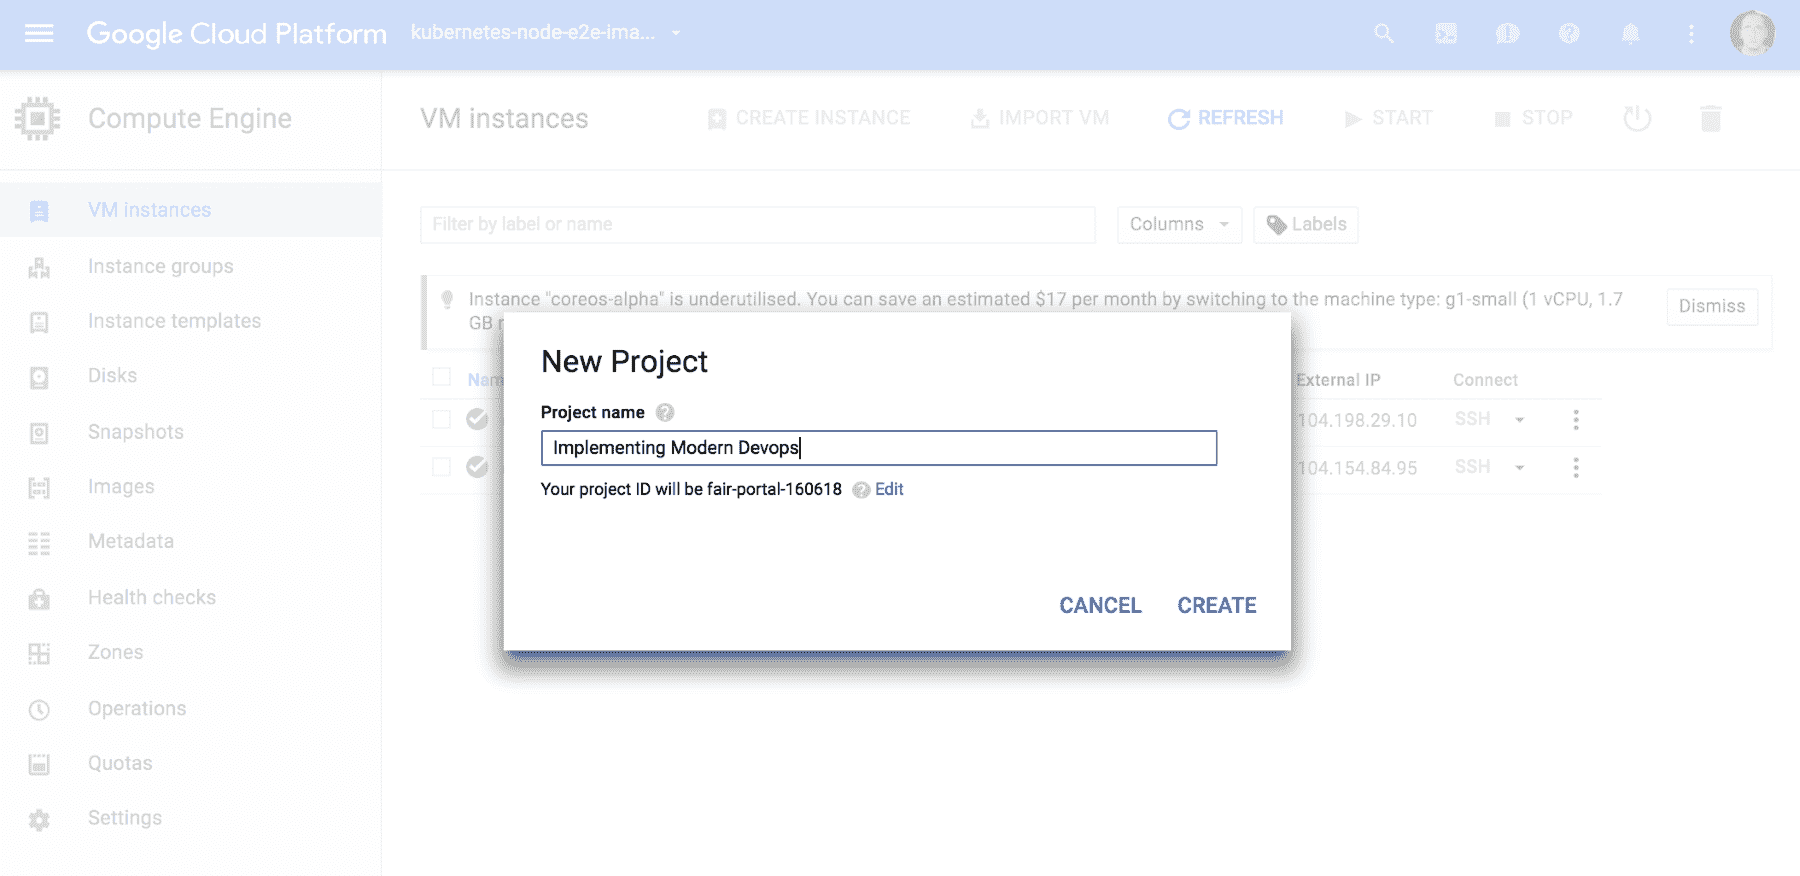 Google Cloud Platform kubernetes-node-e2e-ima...
Compute Engine
VM instances CREATE INSTANCE IMPORT VM REFRESH START STOP
VM instances
Instance groups
Instance templates
Disks
Snapshots
Images
Metadata
Health checks
Zones
Operations
Quotas
Settings
Filter by label or name Columns Labels
Instance "coreos-alpha" is underutilised. You can save an estimated $17 per month by switching to the machine type: g1-small (1 vCPU, 1.7
GB
Dismiss
External IP Connect
104.198.29.10 SSH
104.154.84.95 SSH
New Project
Project name
Implementing Modern Devops
Your project ID will be fair-portal-160618 Edit
CANCEL CREATE